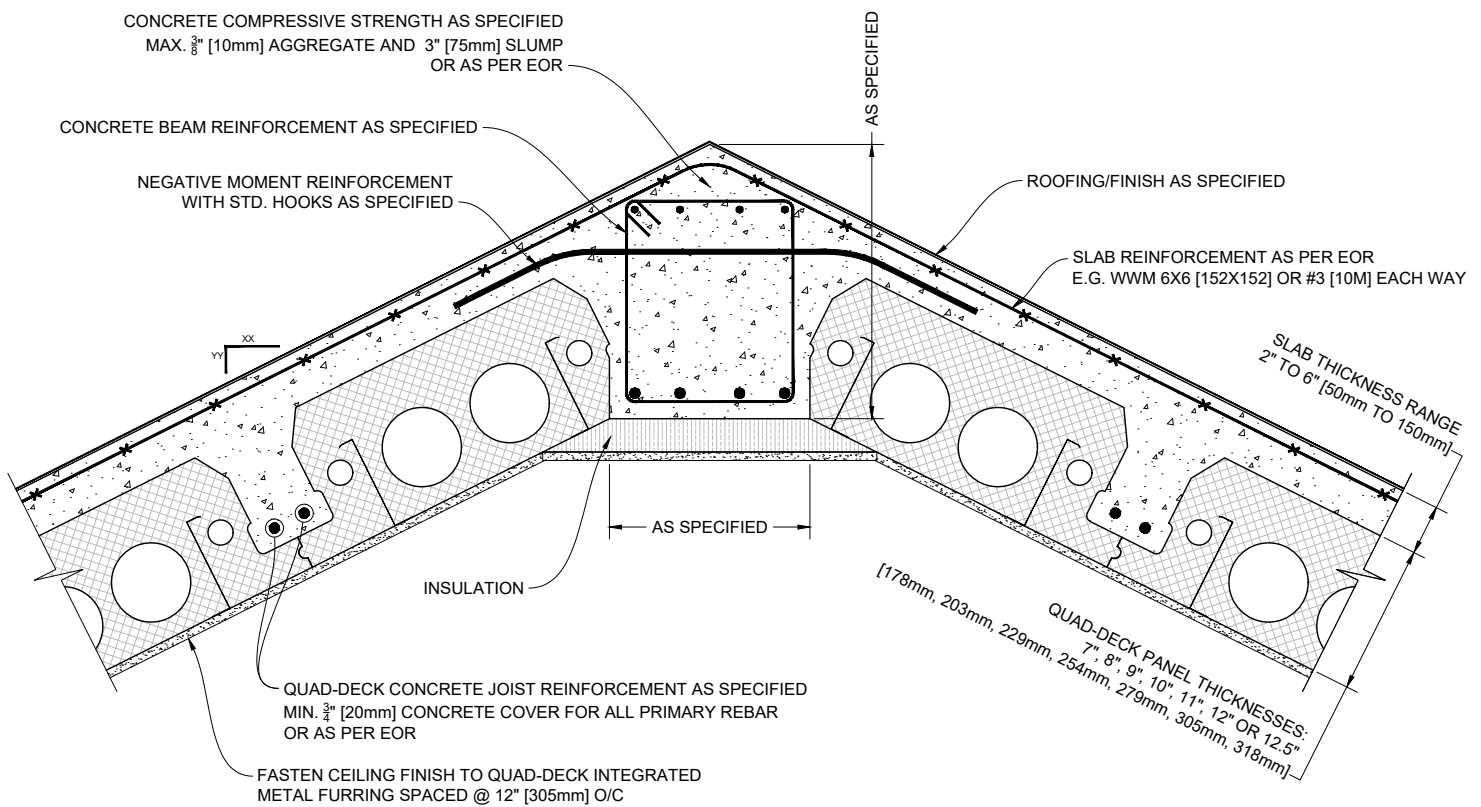 CONCRETE COMPRESSIVE STRENGTH AS SPECIFIED
MAX. 3/8" [10mm] AGGREGATE AND 3" [75mm] SLUMP
OR AS PER EOR
AS SPECIFIED
CONCRETE BEAM REINFORCEMENT AS SPECIFIED
NEGATIVE MOMENT REINFORCEMENT
WITH STD. HOOKS AS SPECIFIED
ROOFING/FINISH AS SPECIFIED
SLAB REINFORCEMENT AS PER EOR
E.G. WWM 6X6 [152X152] OR #3 [10M] EACH WAY
XX
YY
SLAB THICKNESS RANGE
2" TO 6" [50mm TO 150mm]
AS SPECIFIED
INSULATION
QUAD-DECK PANEL THICKNESSES:
7", 8", 9", 10", 11", 12" OR 12.5"
[178mm, 203mm, 229mm, 254mm, 279mm, 305mm, 318mm]
QUAD-DECK CONCRETE JOIST REINFORCEMENT AS SPECIFIED
MIN. 3/4" [20mm] CONCRETE COVER FOR ALL PRIMARY REBAR
OR AS PER EOR
FASTEN CEILING FINISH TO QUAD-DECK INTEGRATED
METAL FURRING SPACED @ 12" [305mm] O/C